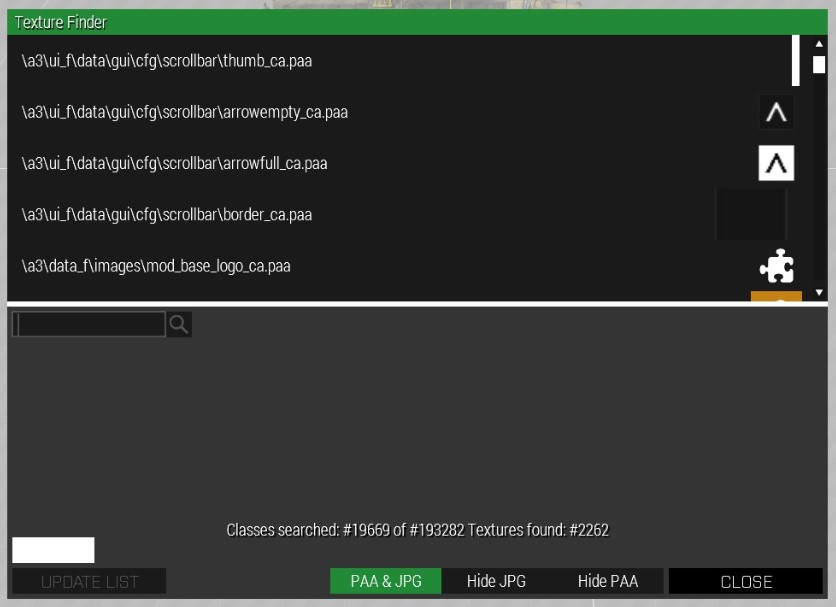 Texture Finder
\a3\ui_f\data\gui\cfg\scrollbar\thumb_ca.paa
\a3\ui_f\data\gui\cfg\scrollbar\arrowempty_ca.paa
\a3\ui_f\data\gui\cfg\scrollbar\arrowfull_ca.paa
\a3\ui_f\data\gui\cfg\scrollbar\border_ca.paa
\a3\data_f\images\mod_base_logo_ca.paa
Classes searched: #19669 of #193282 Textures found: #2262
UPDATE LIST PAA & JPG Hide JPG Hide PAA CLOSE